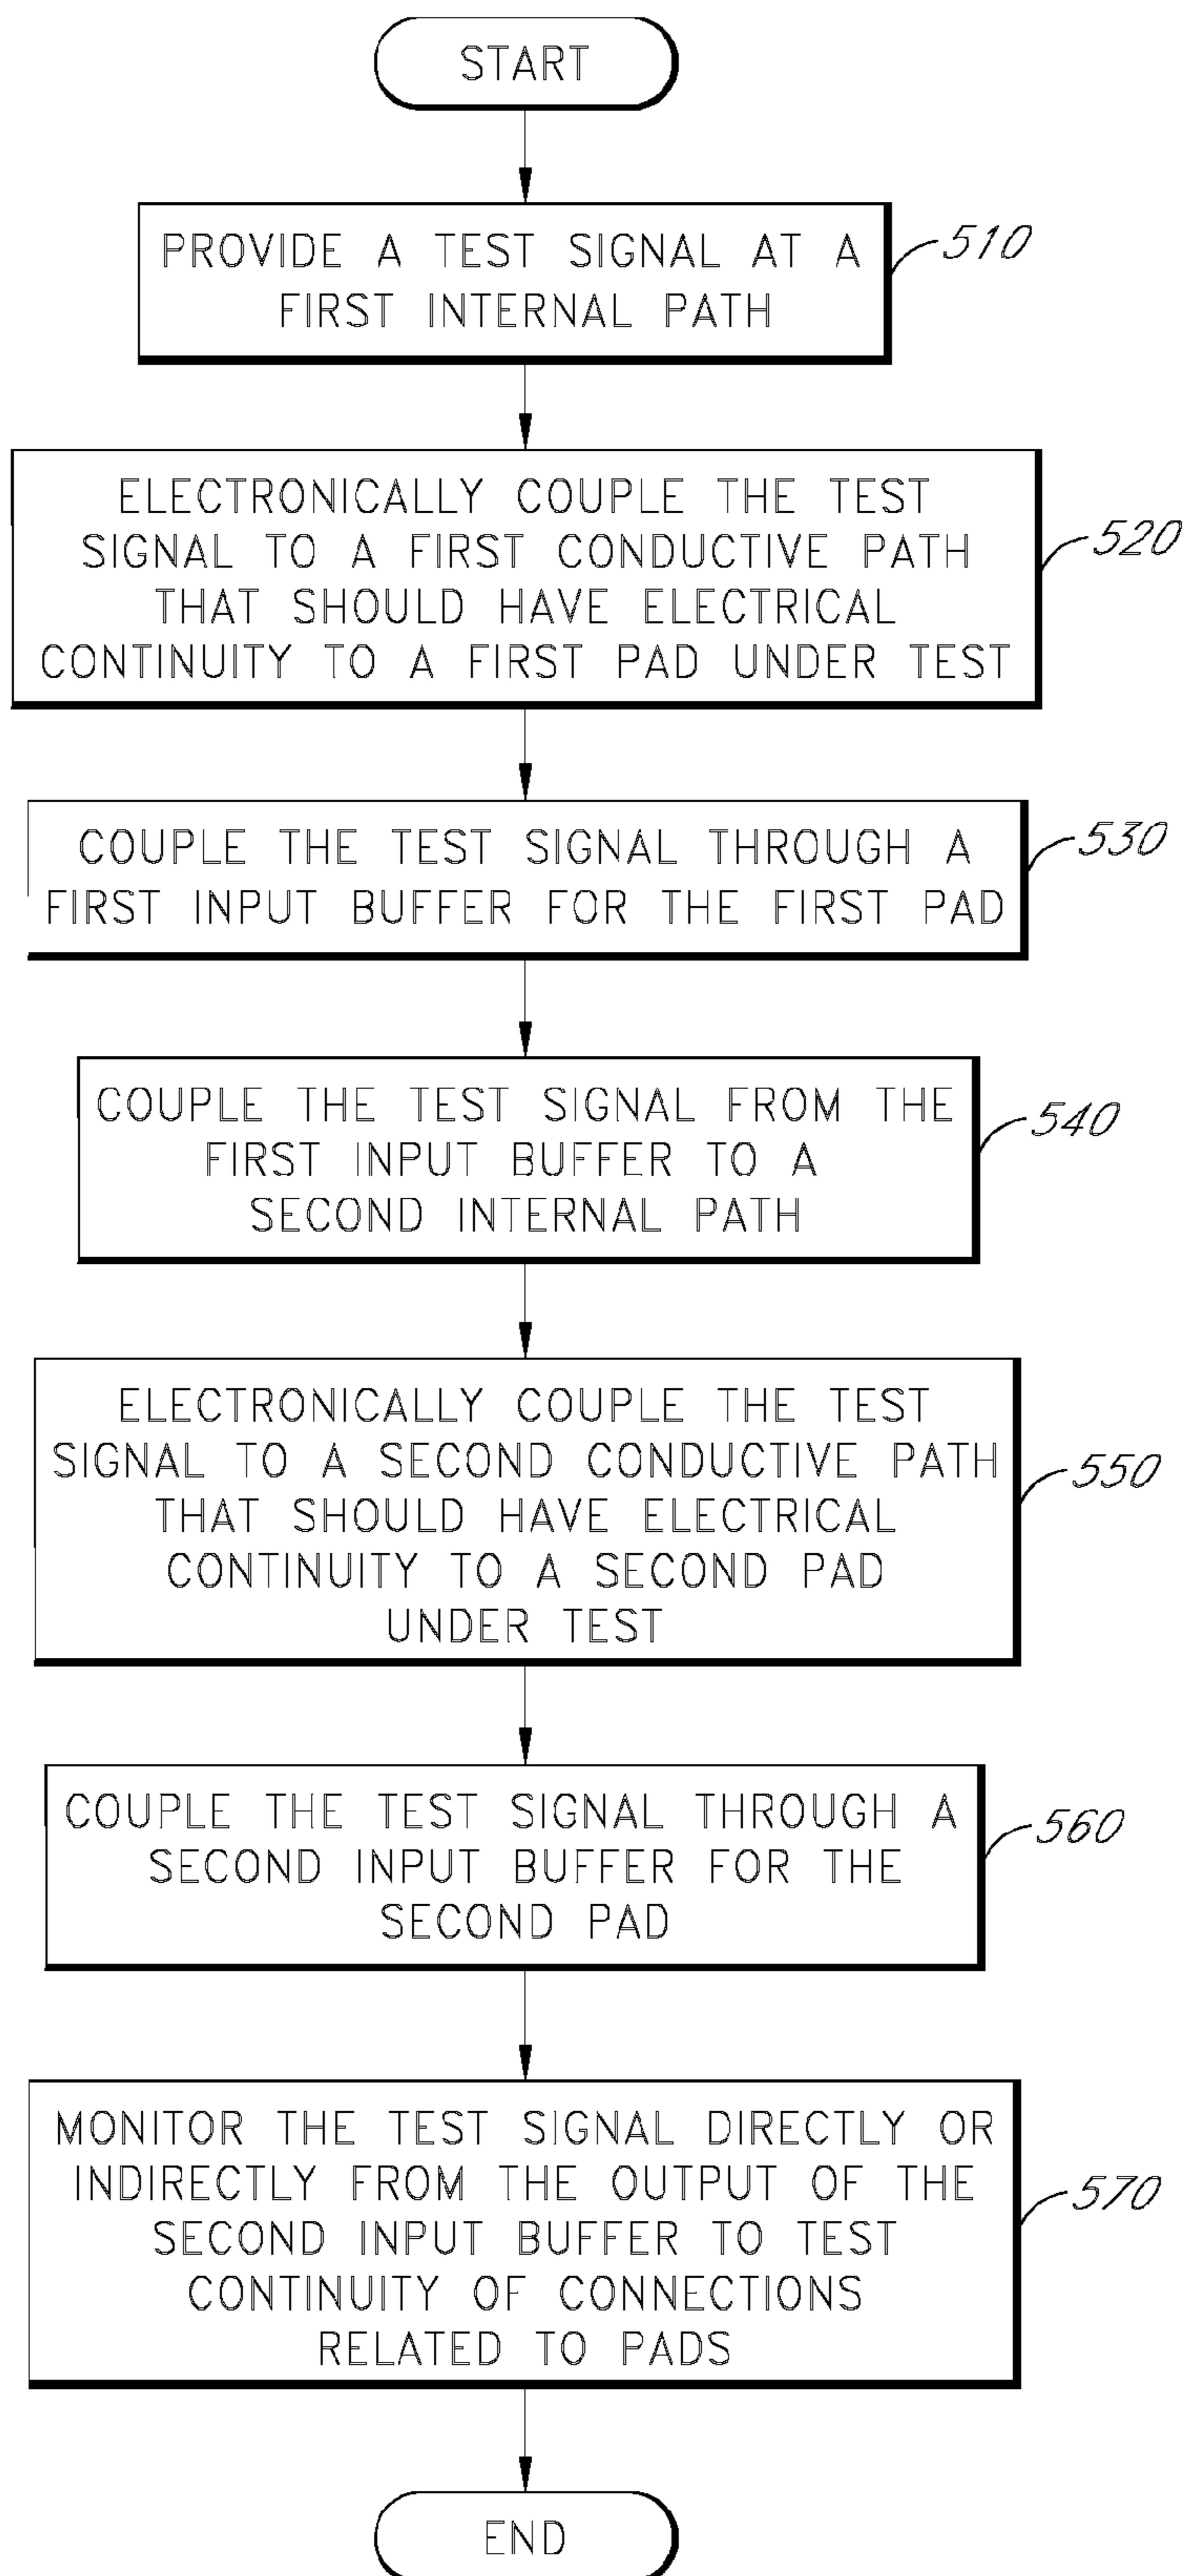 START
PROVIDE A TEST SIGNAL AT A
FIRST INTERNAL PATH
510
ELECTRONICALLY COUPLE THE TEST
SIGNAL TO A FIRST CONDUCTIVE PATH
THAT SHOULD HAVE ELECTRICAL
CONTINUITY TO A FIRST PAD UNDER TEST
520
COUPLE THE TEST SIGNAL THROUGH A
FIRST INPUT BUFFER FOR THE FIRST PAD
530
COUPLE THE TEST SIGNAL FROM THE
FIRST INPUT BUFFER TO A
SECOND INTERNAL PATH
540
ELECTRONICALLY COUPLE THE TEST
SIGNAL TO A SECOND CONDUCTIVE PATH
THAT SHOULD HAVE ELECTRICAL
CONTINUITY TO A SECOND PAD
UNDER TEST
550
COUPLE THE TEST SIGNAL THROUGH A
SECOND INPUT BUFFER FOR THE
SECOND PAD
560
MONITOR THE TEST SIGNAL DIRECTLY OR
INDIRECTLY FROM THE OUTPUT OF THE
SECOND INPUT BUFFER TO TEST
CONTINUITY OF CONNECTIONS
RELATED TO PADS
570
END